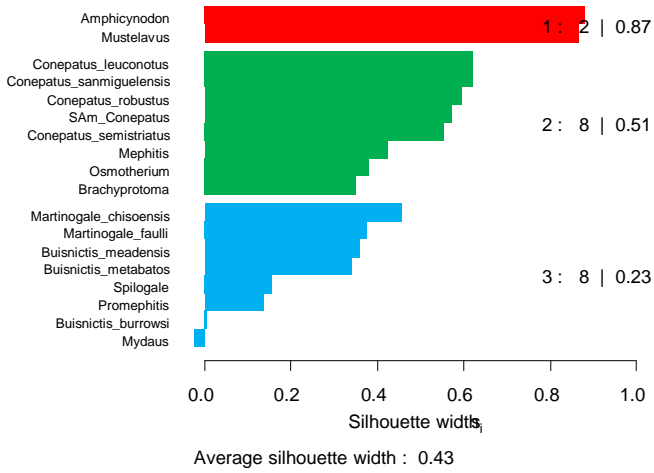 Amphicynodon
Mustelavus
1 : 2 | 0.87
Conepatus_leuconotus
Conepatus_sanmiguelensis
Conepatus_robustus
SAm_Conepatus
Conepatus_semistriatus
2 : 8 | 0.51
Mephitis
Osmotherium
Brachyprotoma
Martinogale_chisoensis
Martinogale_faulli
Buisnictis_meadensis
Buisnictis_metabatos
3 : 8 | 0.23
Spilogale
Promephitis
Buisnictis_burrowsi
Mydaus
0.0 0.2 0.4 0.6 0.8 1.0
Silhouette width si
Average silhouette width : 0.43